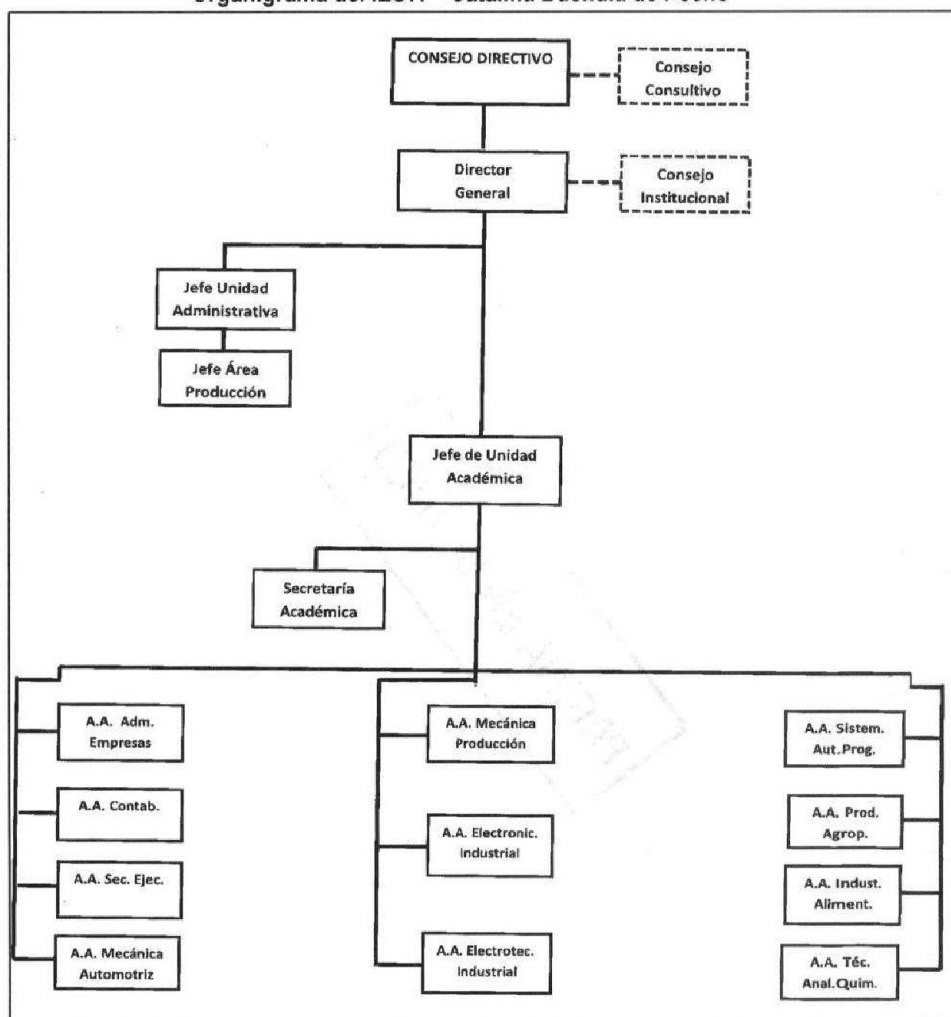 CONSEJO DIRECTIVO
Consejo
Consultivo
Director
General
Consejo
Institucional
Jefe Unidad
Administrativa
Jefe Área
Producción
Jefe de Unidad
Académica
Secretaría
Académica
A.A. Adm.
Empresas
A.A. Contab.
A.A. Sec. Ejec.
A.A. Mecánica
Automotriz
A.A. Mecánica
Producción
A.A. Electronic.
Industrial
A.A. Electrotec.
Industrial
A.A. Sistem.
Aut.Prog.
A.A. Prod.
Agrop.
A.A. Indust.
Aliment.
A.A. Téc.
Anal.Quim.